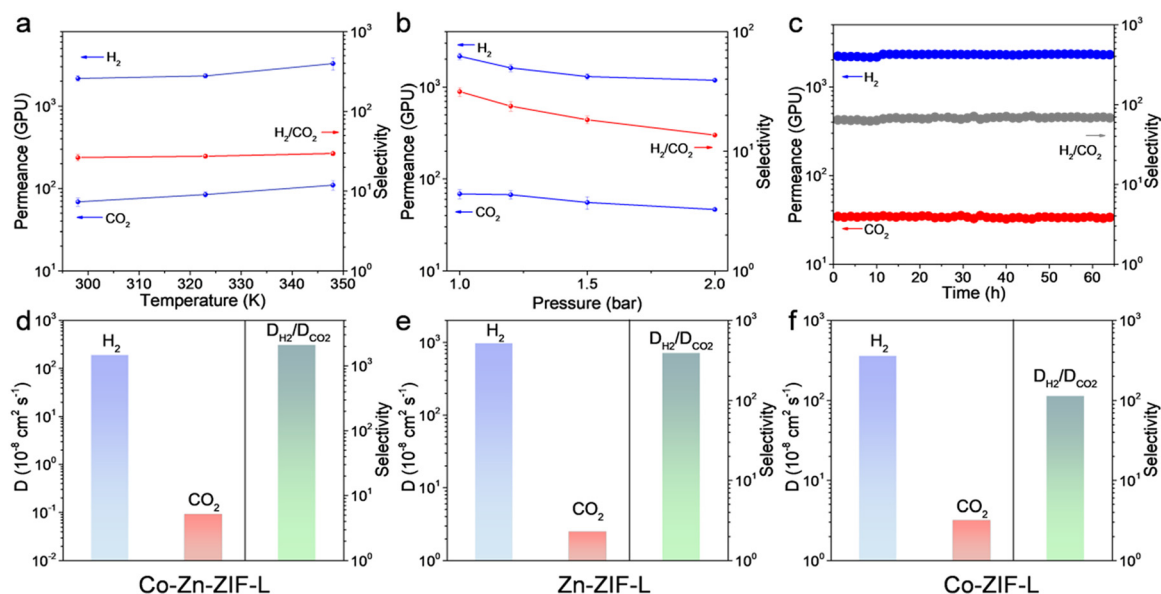 a
Permeance (GPU)
10³
10²
10¹
H₂
H₂/CO₂
CO₂
10²
10¹
10⁰
Selectivity
300 310 320 330 340 350
Temperature (K)
b
Permeance (GPU)
10⁴
10³
10²
10¹
H₂
H₂/CO₂
CO₂
10²
10¹
10⁰
Selectivity
1.0 1.5 2.0
Pressure (bar)
c
Permeance (GPU)
10³
10²
10¹
H₂
H₂/CO₂
CO₂
10³
10²
10¹
10⁰
Selectivity
0 10 20 30 40 50 60
Time (h)
d
D (10⁻⁸ cm² s⁻¹)
10³
10²
10¹
10⁰
10⁻¹
10⁻²
H₂
CO₂
D_H2/D_CO2
10³
10²
10¹
10⁰
Selectivity
Co-Zn-ZIF-L
e
D (10⁻⁸ cm² s⁻¹)
10³
10²
10¹
10⁰
H₂
CO₂
D_H2/D_CO2
10³
10²
10¹
10⁰
Selectivity
Zn-ZIF-L
f
D (10⁻⁸ cm² s⁻¹)
10³
10²
10¹
10⁰
H₂
CO₂
D_H2/D_CO2
10³
10²
10¹
10⁰
Selectivity
Co-ZIF-L